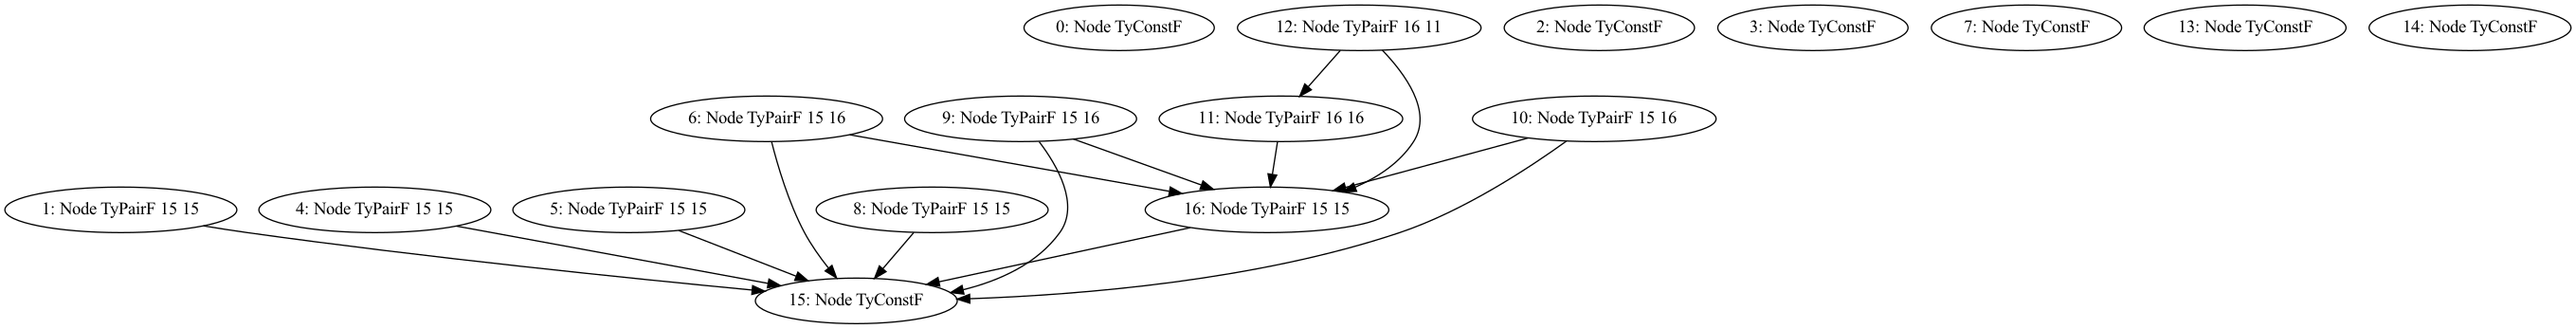 0: Node TyConstF
12: Node TyPairF 16 11
2: Node TyConstF
3: Node TyConstF
7: Node TyConstF
13: Node TyConstF
14: Node TyConstF
6: Node TyPairF 15 16
9: Node TyPairF 15 16
11: Node TyPairF 16 16
10: Node TyPairF 15 16
1: Node TyPairF 15 15
4: Node TyPairF 15 15
5: Node TyPairF 15 15
8: Node TyPairF 15 15
16: Node TyPairF 15 15
15: Node TyConstF